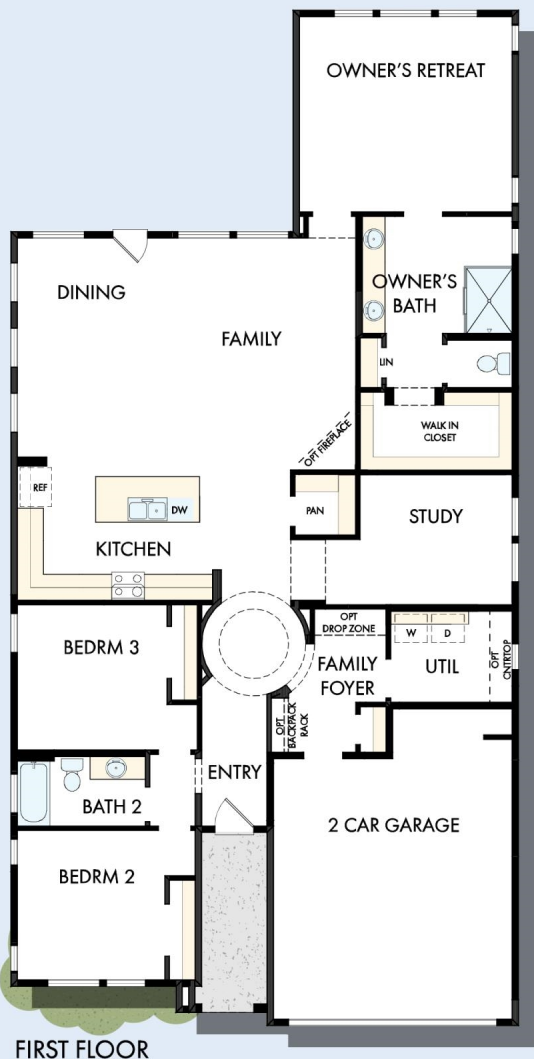 OWNER'S RETREAT
OWNER'S
BATH
DINING
FAMILY
LIN
WALK IN
CLOSET
OPT FIREPLACE
REF
DW
PAN
STUDY
KITCHEN
OPT
DROP ZONE
W
D
BEDRM 3
FAMILY
FOYER
UTIL
OPT
CNTRTOP
OPT
BACKPACK
RACK
ENTRY
BATH 2
2 CAR GARAGE
BEDRM 2
FIRST FLOOR